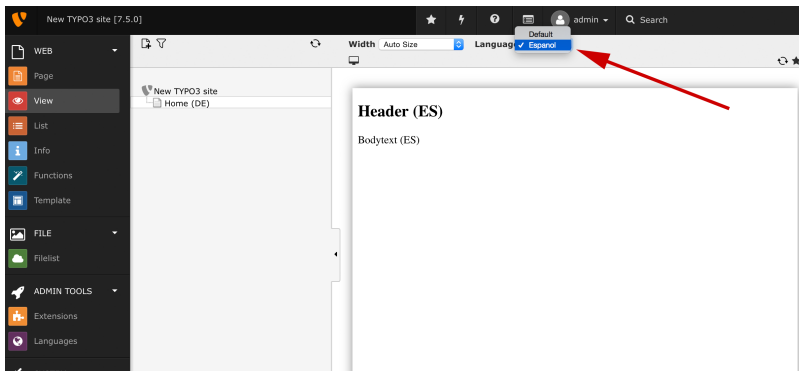 New TYPO3 site [7.5.0]
admin
Search
WEB
Page
View
List
Info
Functions
Template
FILE
Filelist
ADMIN TOOLS
Extensions
Languages
New TYPO3 site
Home (DE)
Width Auto Size Languag
Default
✓ Espanol
Header (ES)
Bodytext (ES)